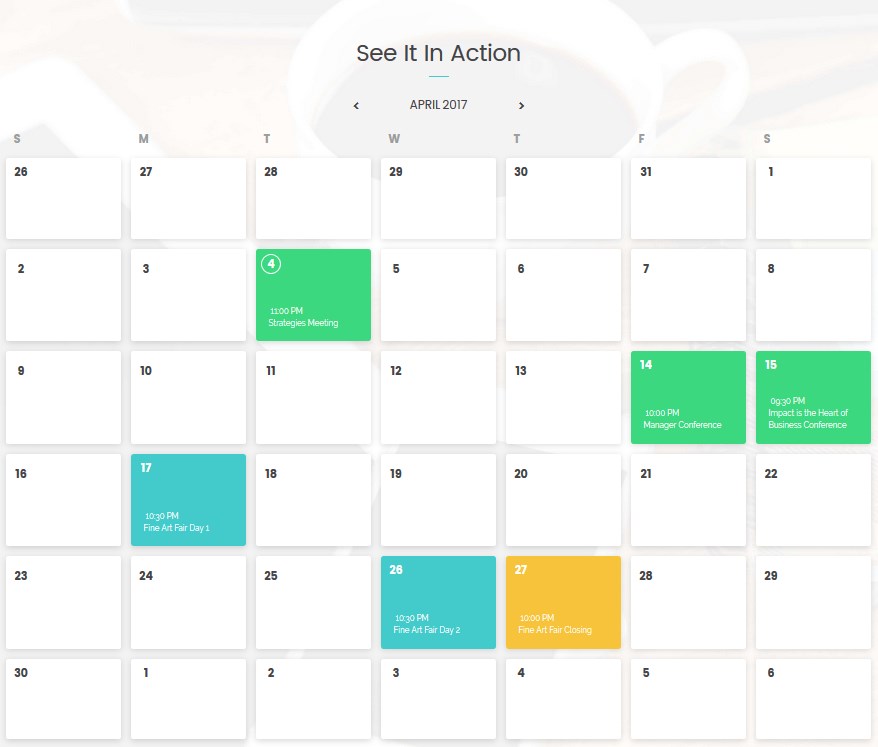 See It In Action
APRIL 2017
S M T W T F S
26 27 28 29 30 31 1
2 3 4 5 6 7 8
11:00 PM
Strategies Meeting
9 10 11 12 13 14 15
10:00 PM
Manager Conference
09:30 PM
Impact is the Heart of
Business Conference
16 17 18 19 20 21 22
10:30 PM
Fine Art Fair Day 1
23 24 25 26 27 28 29
10:30 PM
Fine Art Fair Day 2
10:00 PM
Fine Art Fair Closing
30 1 2 3 4 5 6